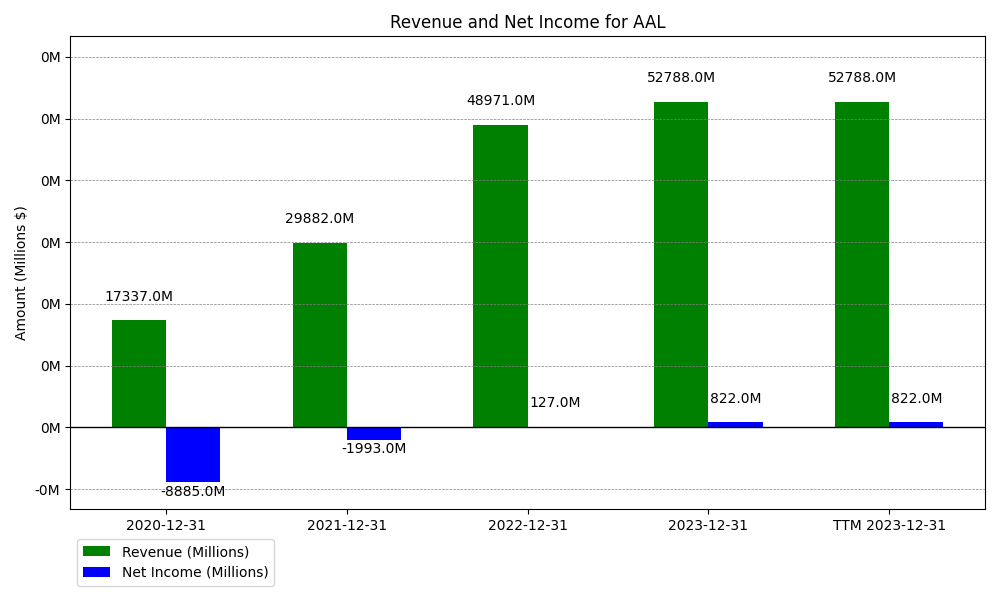 Revenue and Net Income for AAL
Amount (Millions $)
0M
0M
0M
0M
0M
0M
0M
-0M
17337.0M
-8885.0M
29882.0M
-1993.0M
48971.0M
127.0M
52788.0M
822.0M
52788.0M
822.0M
2020-12-31
2021-12-31
2022-12-31
2023-12-31
TTM 2023-12-31
Revenue (Millions)
Net Income (Millions)